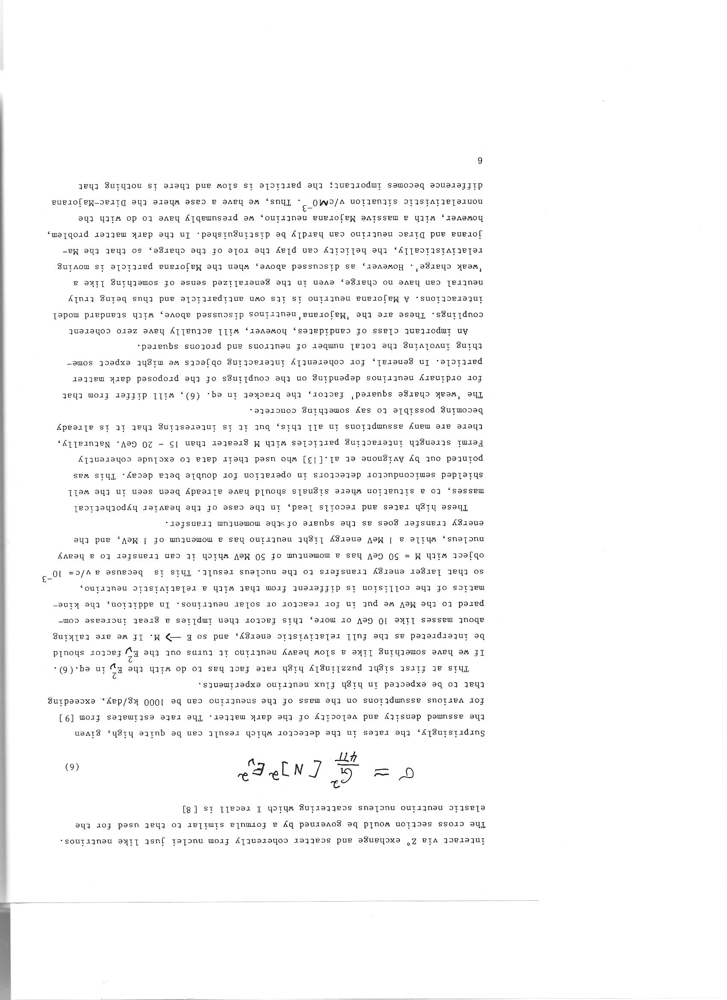 interact via Z° exchange and scatter coherently from nuclei just like neutrinos.
The cross section would be governed by a formula similar to that used for the
elastic neutrino nucleus scattering which I recall is [8]
σ ≈ G²/4π [N]² E_ν² (6)
Surprisingly, the rates in the detector which result can be quite high, given
the assumed density and velocity of the dark matter. The rate estimates from [9]
for various assumptions on the mass of the sneutrino can be 1000 kg/day, exceeding
that to be expected in high flux neutrino experiments.
This at first sight puzzlingly high rate fact has to do with the E_ν² in eq.(6).
If we have something like a slow heavy neutrino it turns out the E_ν² factor should
be interpreted as the full relativistic energy, and so E —> M. If we are talking
about masses like 10 GeV or more, this factor then implies a great increase com-
pared to the MeV we put in for reactor or solar neutrinos. In addition, the kine-
matics of the collision is different from that with a relativistic neutrino,
so that larger energy transfers to the nucleus result. This is because a v/c= 10⁻³
object with M = 50 GeV has a momentum of 50 MeV which it can transfer to a heavy
nucleus, while a 1 MeV energy light neutrino has a momentum of 1 MeV, and the
energy transfer goes as the square of the momentum transfer.
These high rates and recoils lead, in the case of the heavier hypothetical
masses, to a situation where signals should have already been seen in the well
shielded semiconductor detectors in operation for double beta decay. This was
pointed out by Avignone et al.[13] who used their data to exclude coherently
Fermi strength interacting particles with M greater than 15 - 20 GeV. Naturally,
there are many assumptions in all this, but it is interesting that it is already
becoming possible to say something concrete.
The 'weak charge squared' factor, the bracket in eq. (6), will differ from that
for ordinary neutrinos depending on the couplings of the proposed dark matter
particle. In general, for coherently interacting objects we might expect some-
thing involving the total number of neutrons and protons squared.
An important class of candidates, however, will actually have zero coherent
couplings. These are the 'Majorana' neutrinos discussed above, with standard model
interactions. A Majorana neutrino is its own antiparticle and thus being truly
neutral can have no charge, even in the generalized sense of something like a
'weak charge'. However, as discussed above, when the Majorana particle is moving
relativistically, the helicity can play the role of the charge, so that the Ma-
jorana and Dirac neutrino can hardly be distinguished. In the dark matter problem,
however, with a massive Majorana neutrino, we presumably have to do with the
nonrelativistic situation v/c~10⁻³. Thus, we have a case where the Dirac-Majorana
difference becomes important; the particle is slow and there is nothing that
9